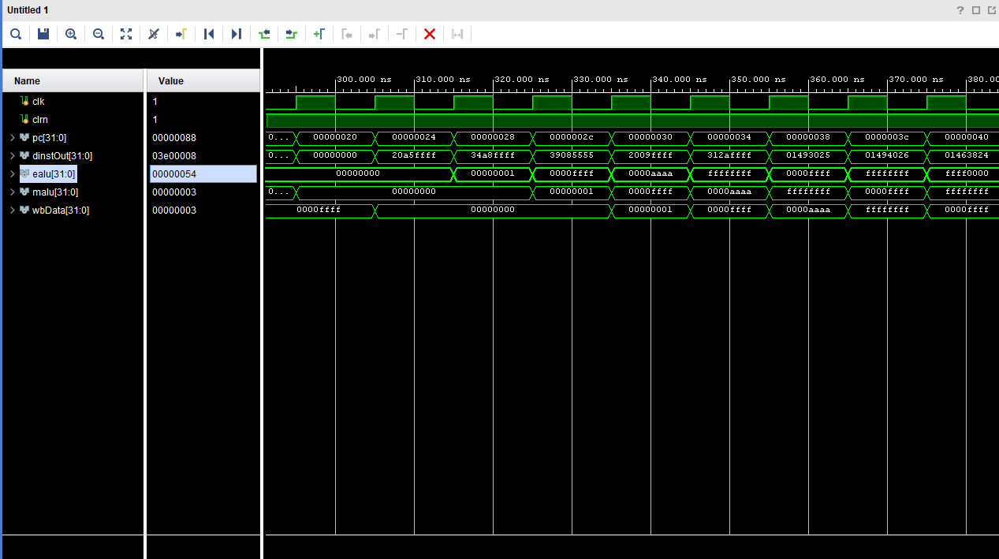 Untitled 1
?
Name Value
300.000 ns 310.000 ns 320.000 ns 330.000 ns 340.000 ns 350.000 ns 360.000 ns 370.000 ns 380.0
clk 1
clrn 1
pc[31:0] 00000088 0... 00000020 00000024 00000028 0000002c 00000030 00000034 00000038 0000003c 00000040
dinstOut[31:0] 03e00008 0... 00000000 20a5ffff 34a8ffff 39085555 2009ffff 312affff 01493025 01494026 01463824
ealu[31:0] 00000054 00000000 00000001 0000ffff 0000aaaa ffffffff 0000ffff ffffffff ffff0000
malu[31:0] 00000003 0... 00000000 00000001 0000ffff 0000aaaa ffffffff 0000ffff ffffffff
wbData[31:0] 00000003 0000ffff 00000000 00000001 0000ffff 0000aaaa ffffffff 0000ffff